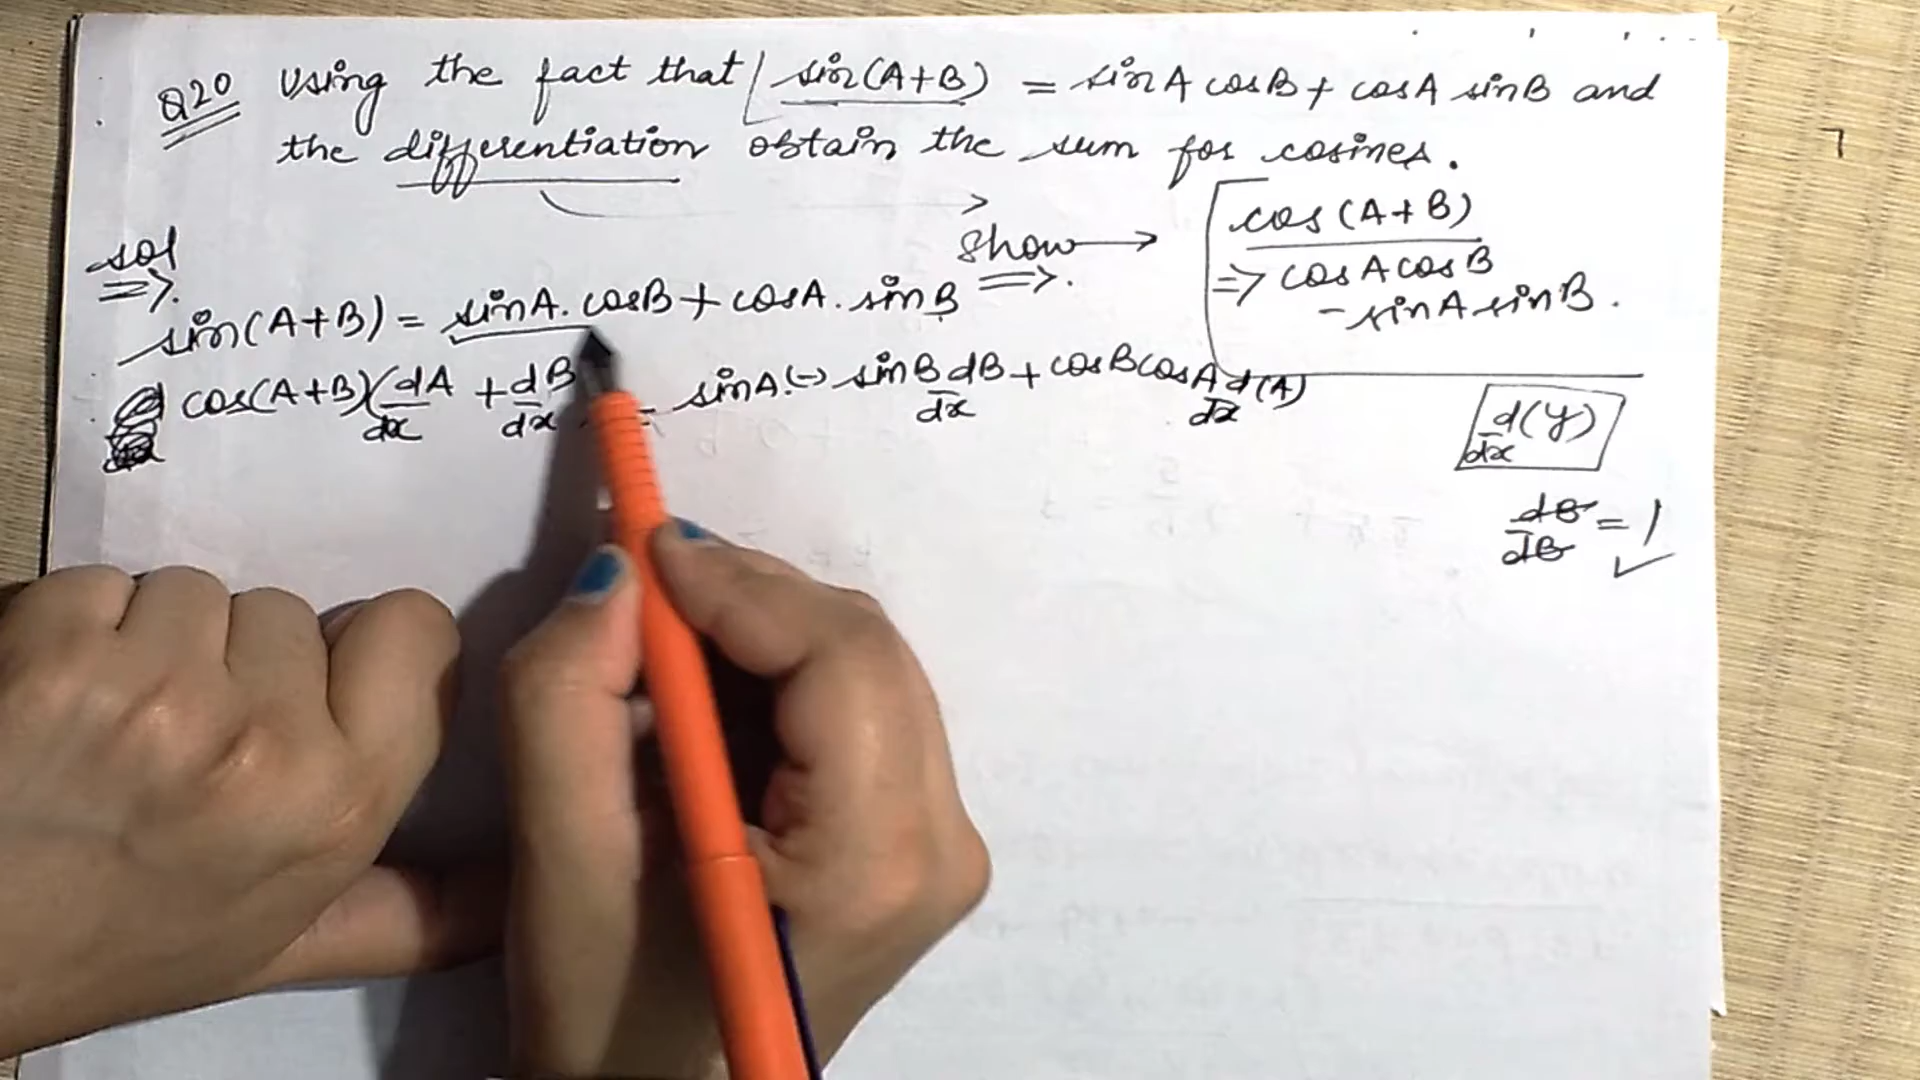 Q20 Using the fact that sin(A+B) = sinA cosB + cosA sinB and
the differentiation obtain the sum for cosines.
sol
⇒.
show →
⇒.
cos(A+B)
⇒ cosA cosB
- sinA sinB.
sin(A+B) = sinA. cosB + cosA. sinB
cos(A+B)(dA/dx + dB/dx = sinA.(-) sinB dB/dx + cosB cosA d(A)/dx
d(y)/dx
dB/dB = 1 ✓